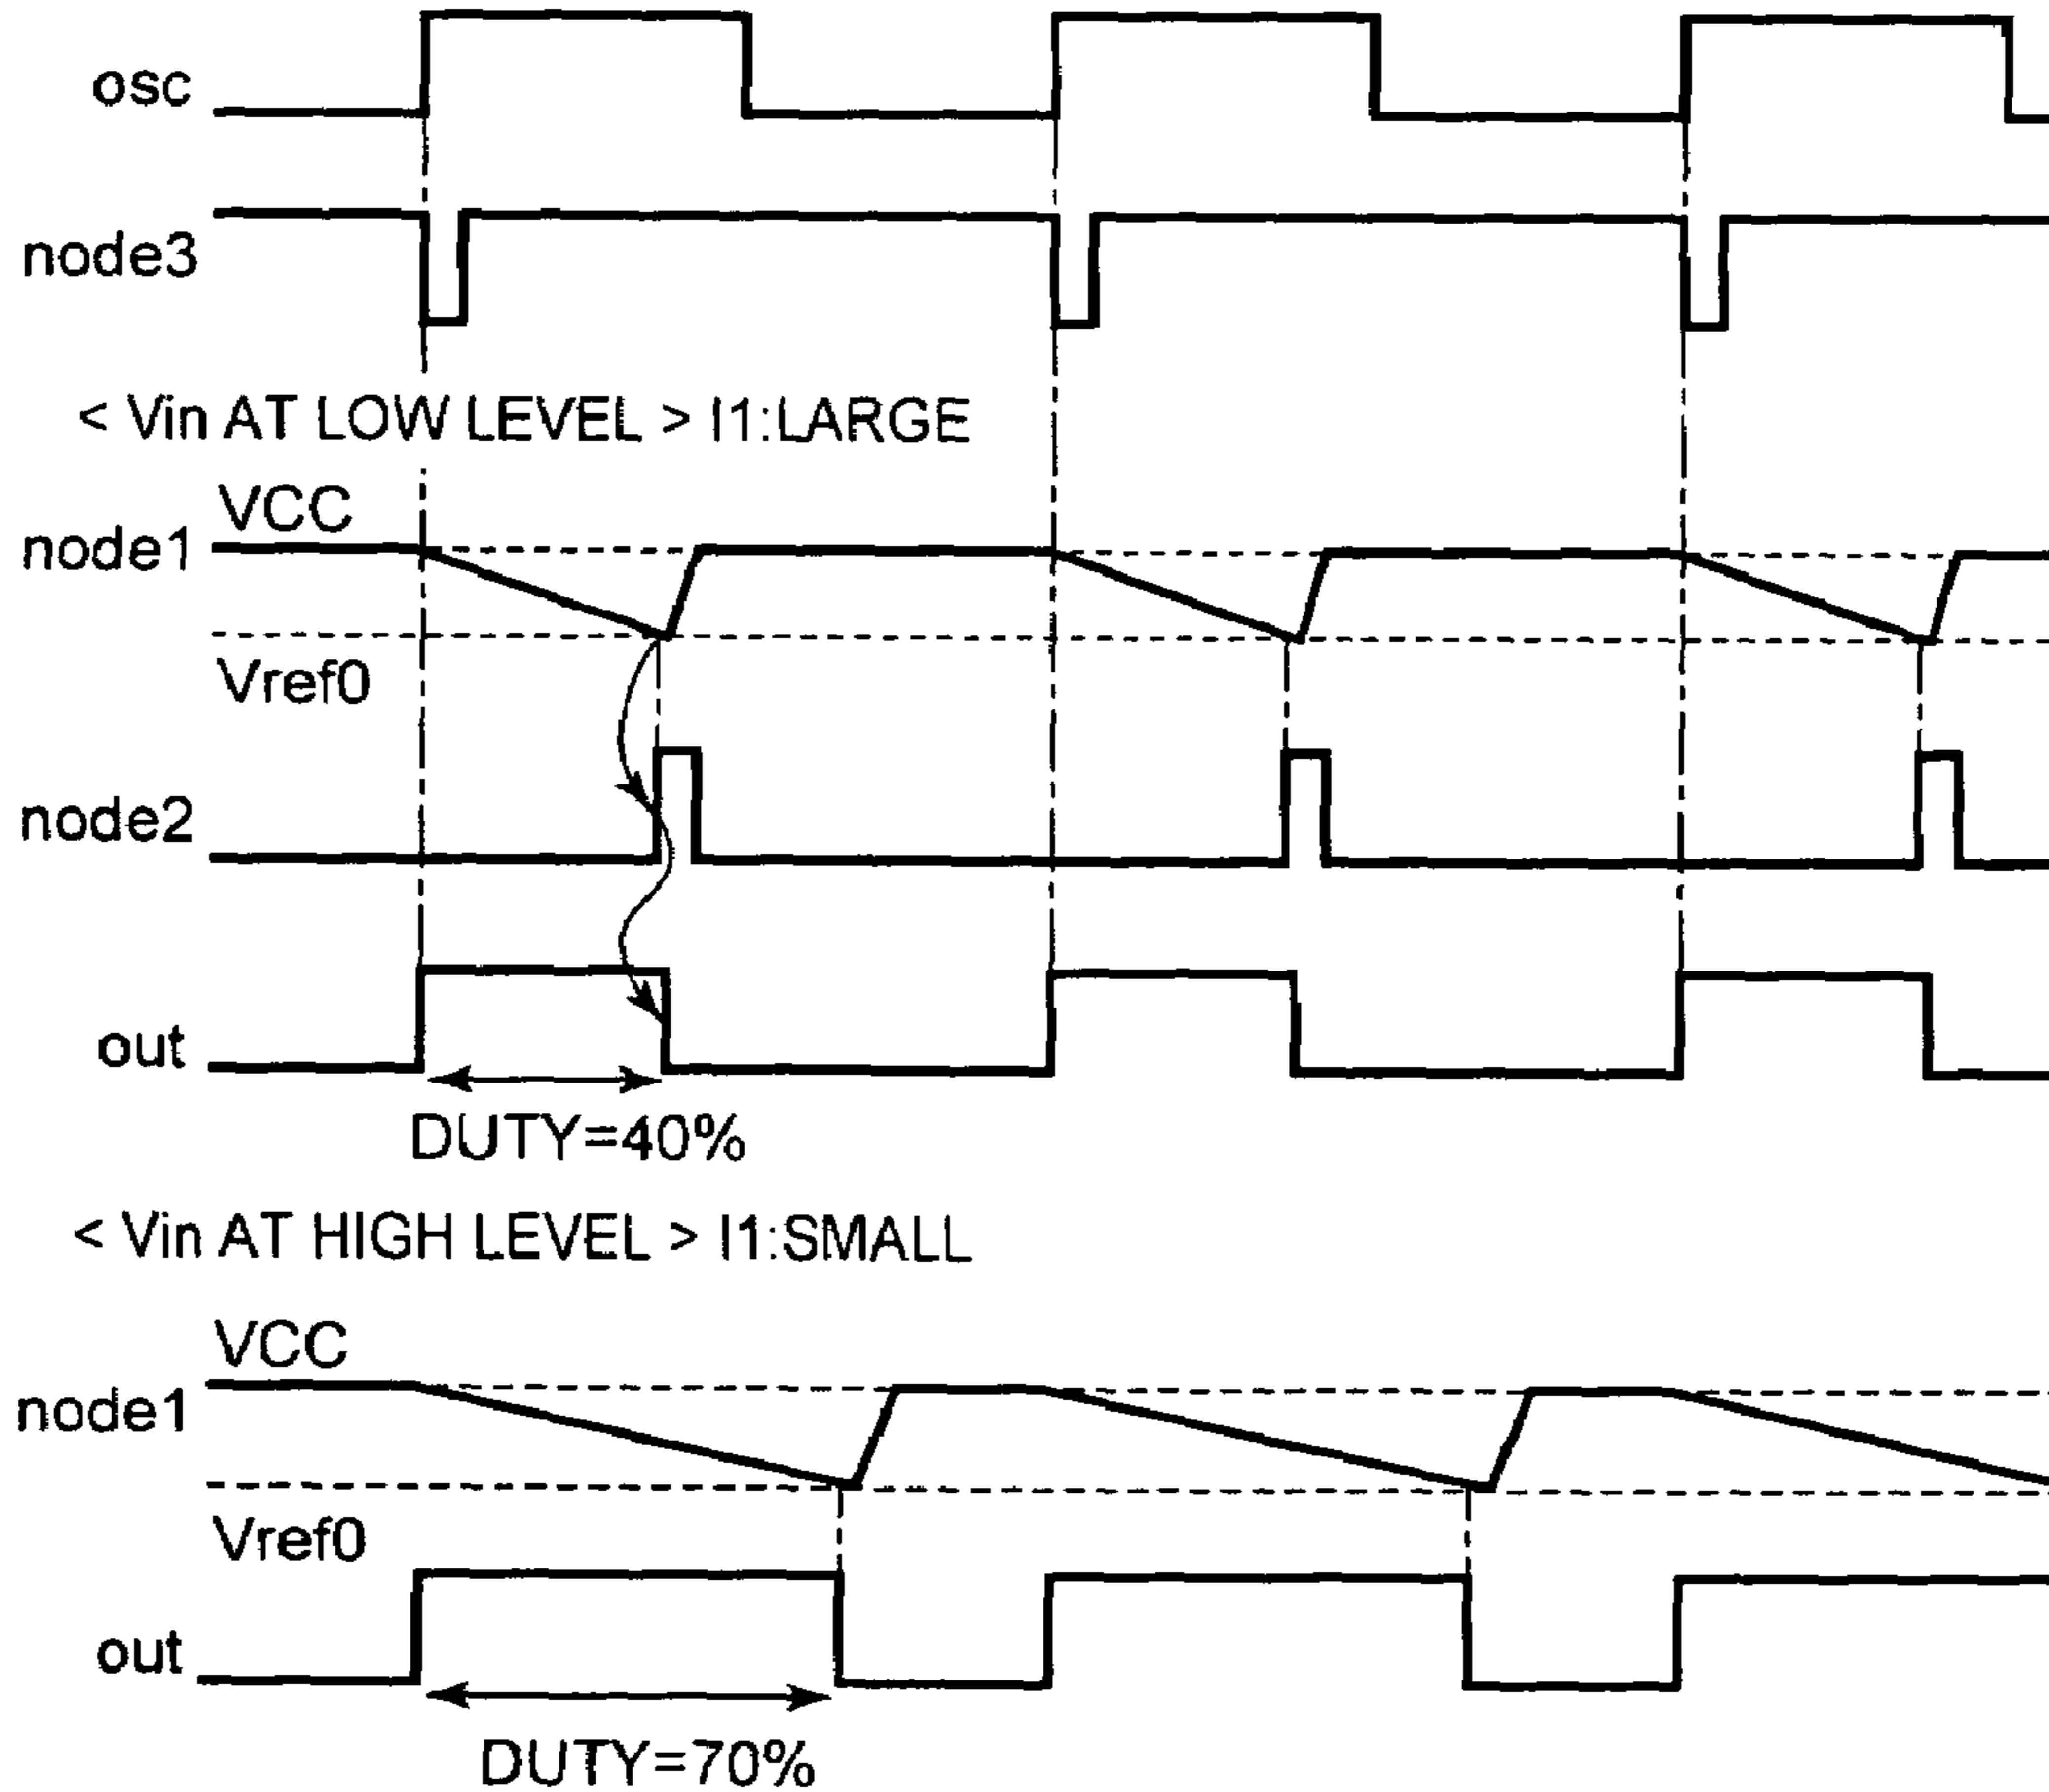 osc
node3
< Vin AT LOW LEVEL > I1:LARGE
VCC
node1
Vref0
node2
out
DUTY=40%
< Vin AT HIGH LEVEL > I1:SMALL
VCC
node1
Vref0
out
DUTY=70%